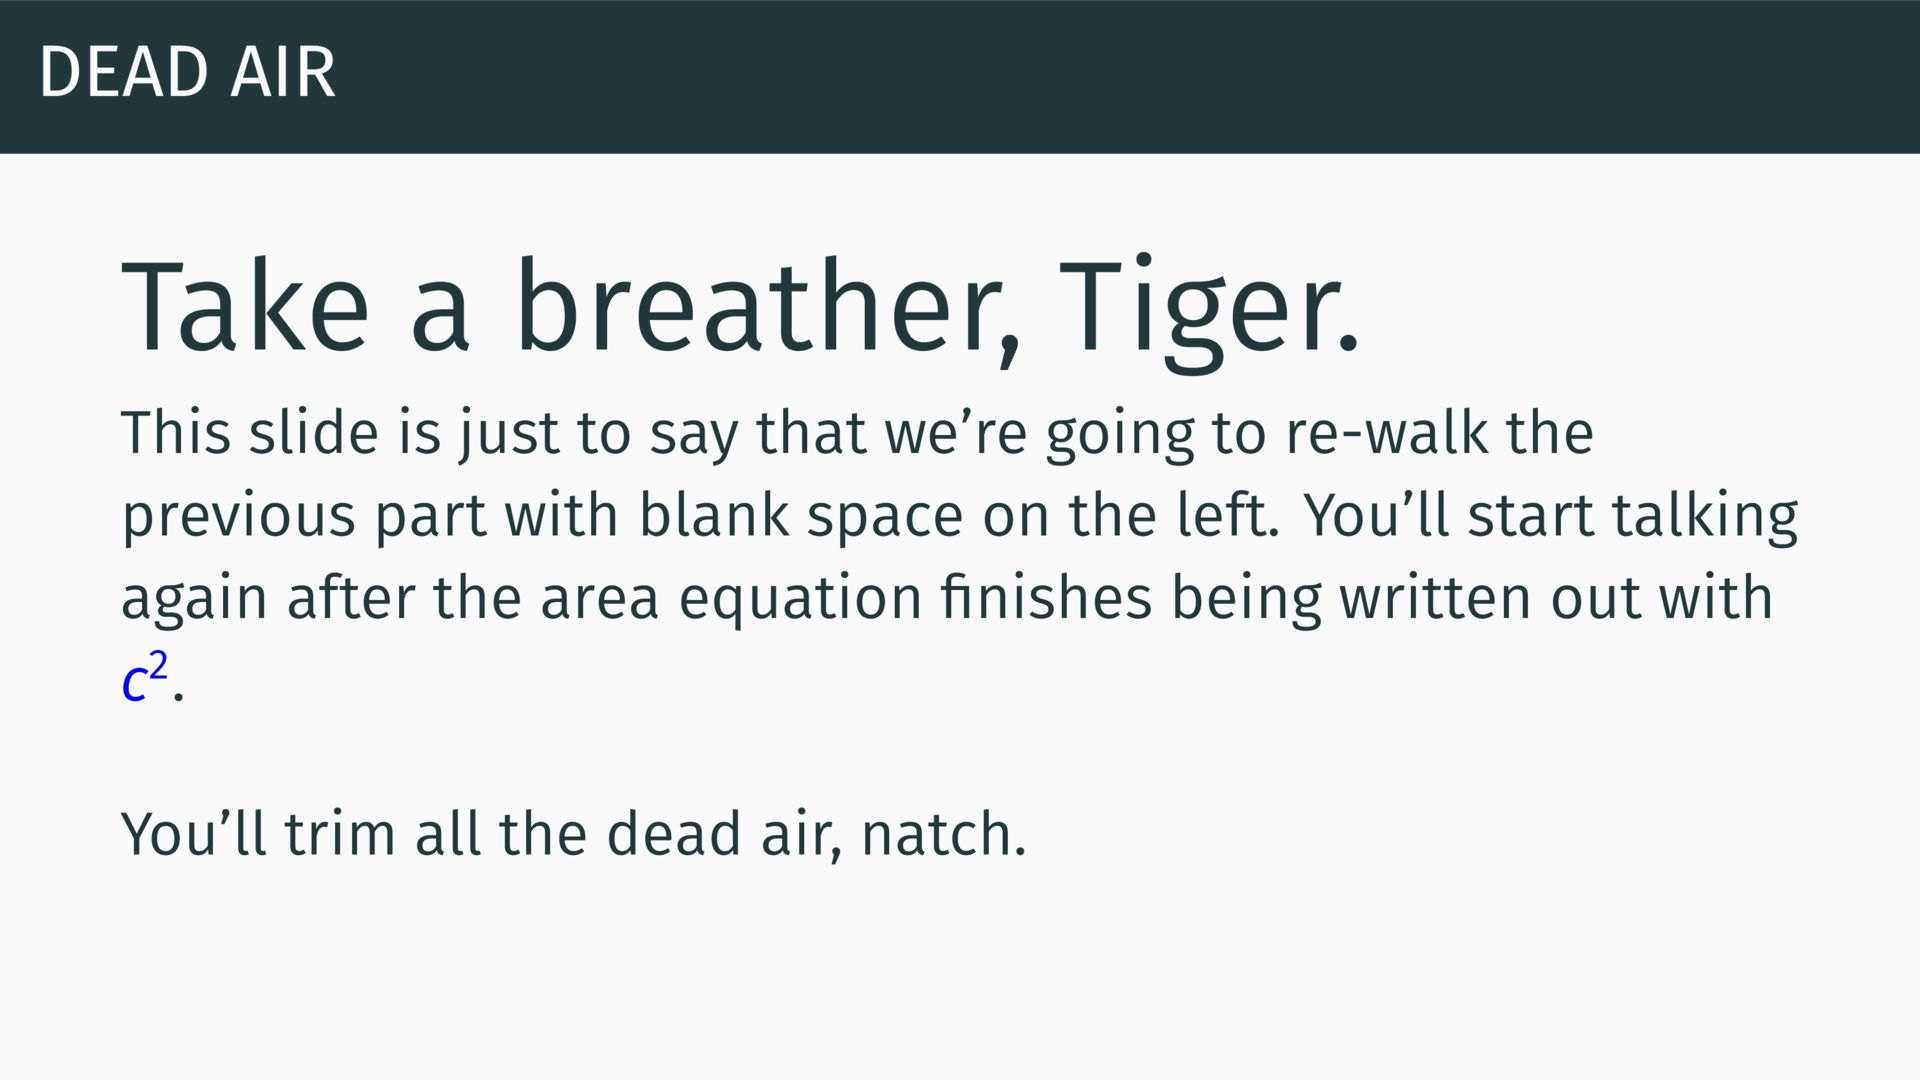 DEAD AIR
Take a breather, Tiger.
This slide is just to say that we’re going to re-walk the
previous part with blank space on the left. You’ll start talking
again after the area equation finishes being written out with
c².
You’ll trim all the dead air, natch.